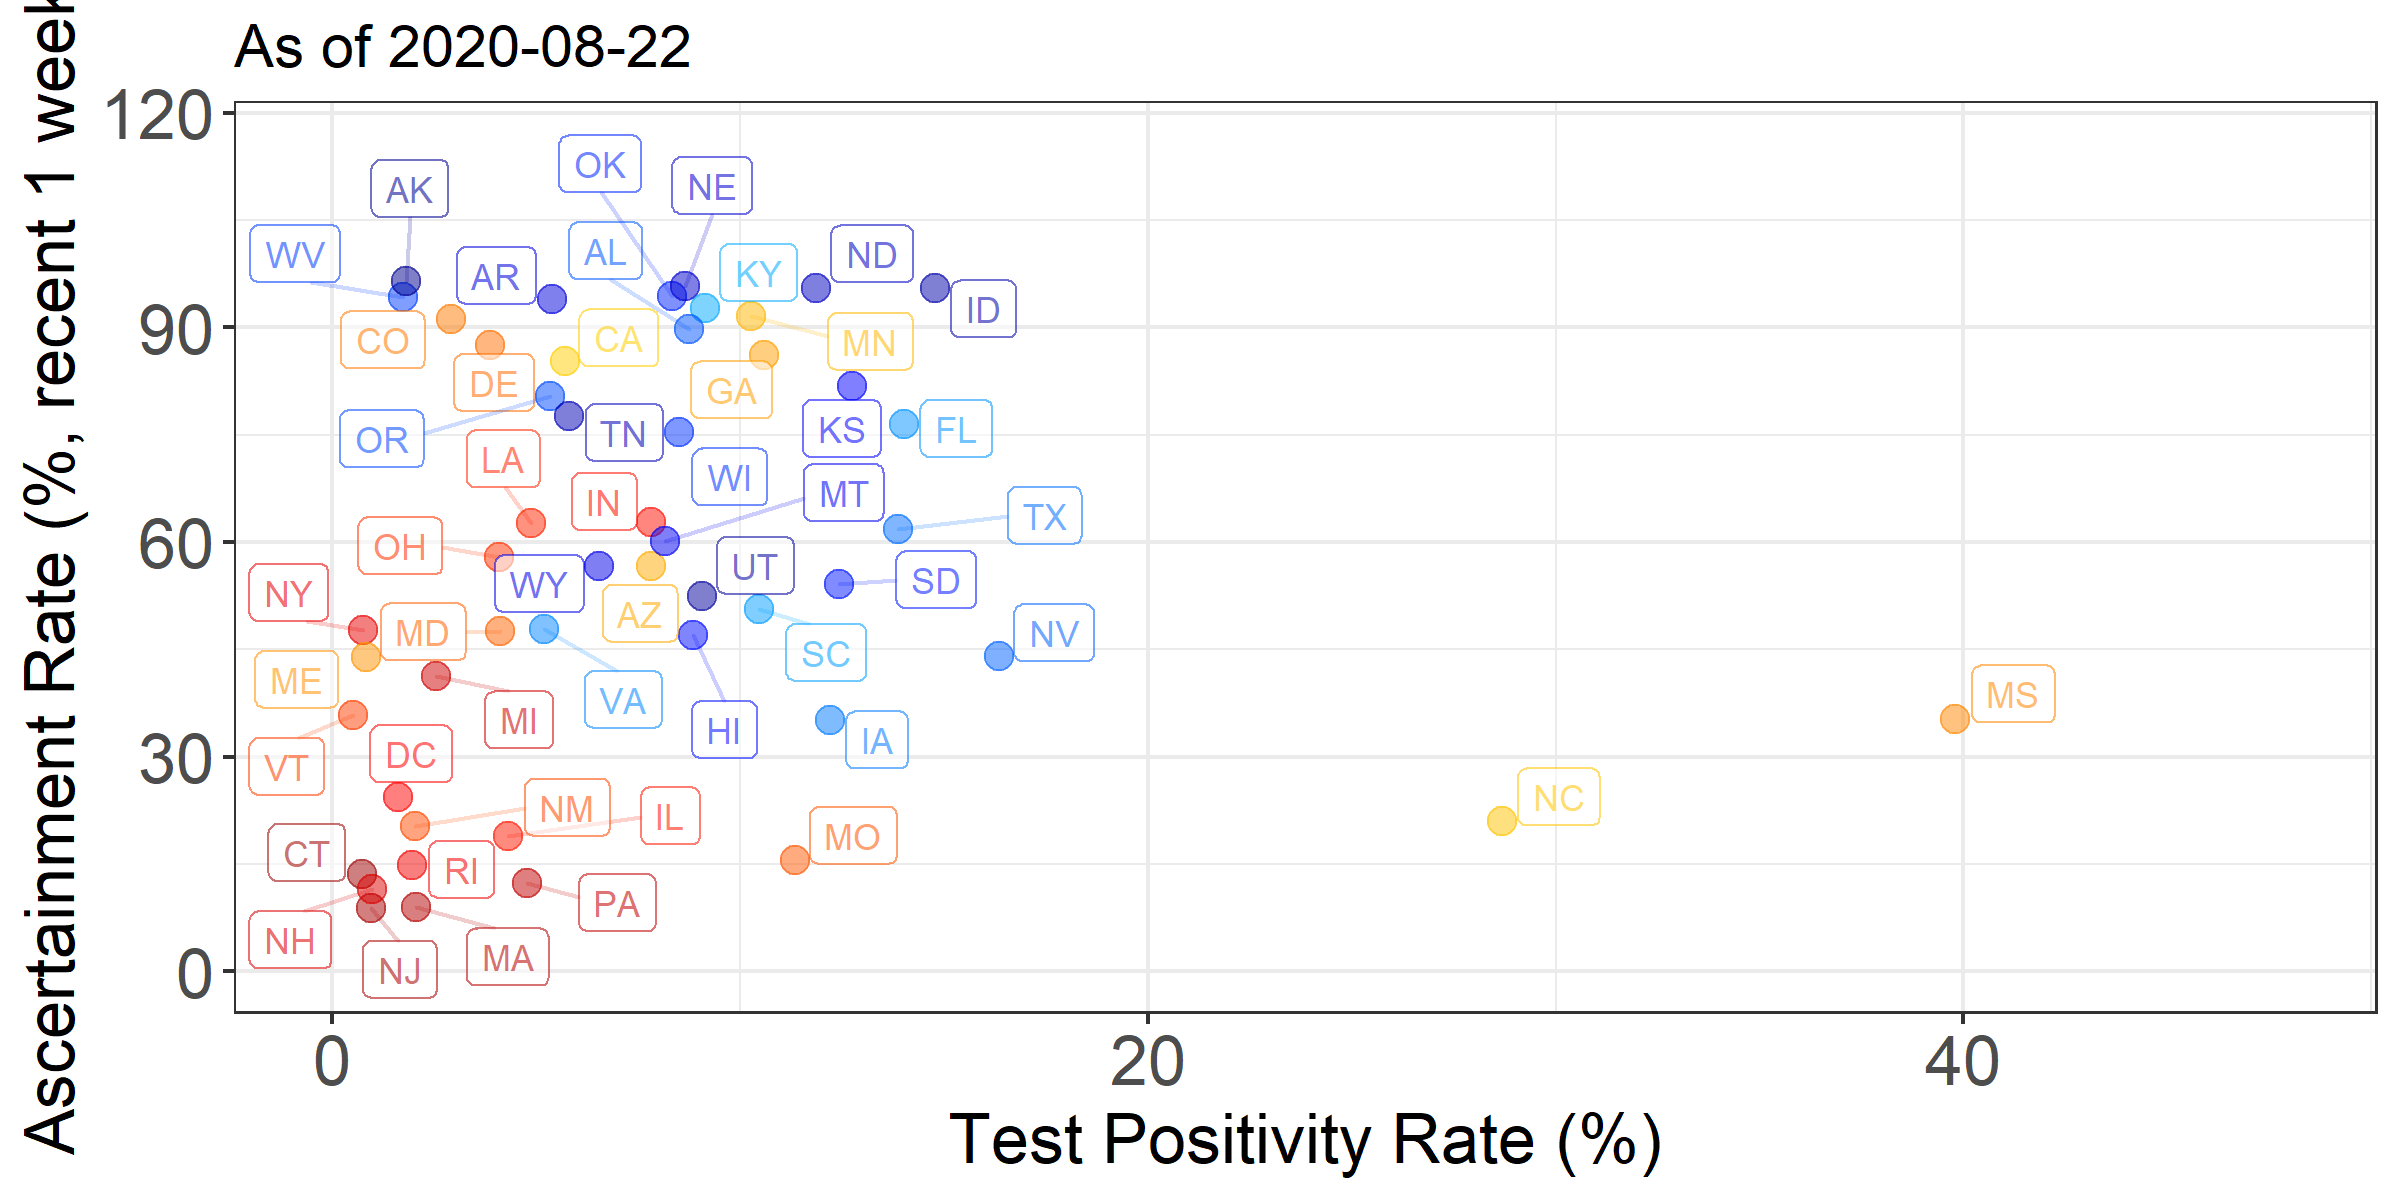 As of 2020-08-22
Ascertainment Rate (%, recent 1 week
120
90
60
30
0
OK
AK
NE
WV
AL
ND
KY
AR
ID
CA
CO
MN
DE
GA
KS
FL
TN
OR
LA
WI
MT
IN
TX
OH
UT
SD
WY
NY
AZ
MD
NV
SC
ME
MS
VA
MI
HI
IA
DC
VT
NC
NM
IL
MO
CT
RI
PA
NH
MA
NJ
0
20
40
Test Positivity Rate (%)